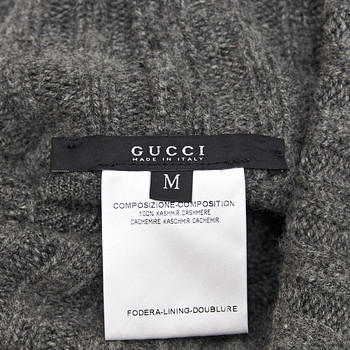 GUCCI
MADE IN ITALY
M
COMPOSIZIONE-COMPOSITION
100% KASHMIR CASHMERE
CACHEMIRE KASCHMIR CACHEMIR
FODERA-LINING-DOUBLURE